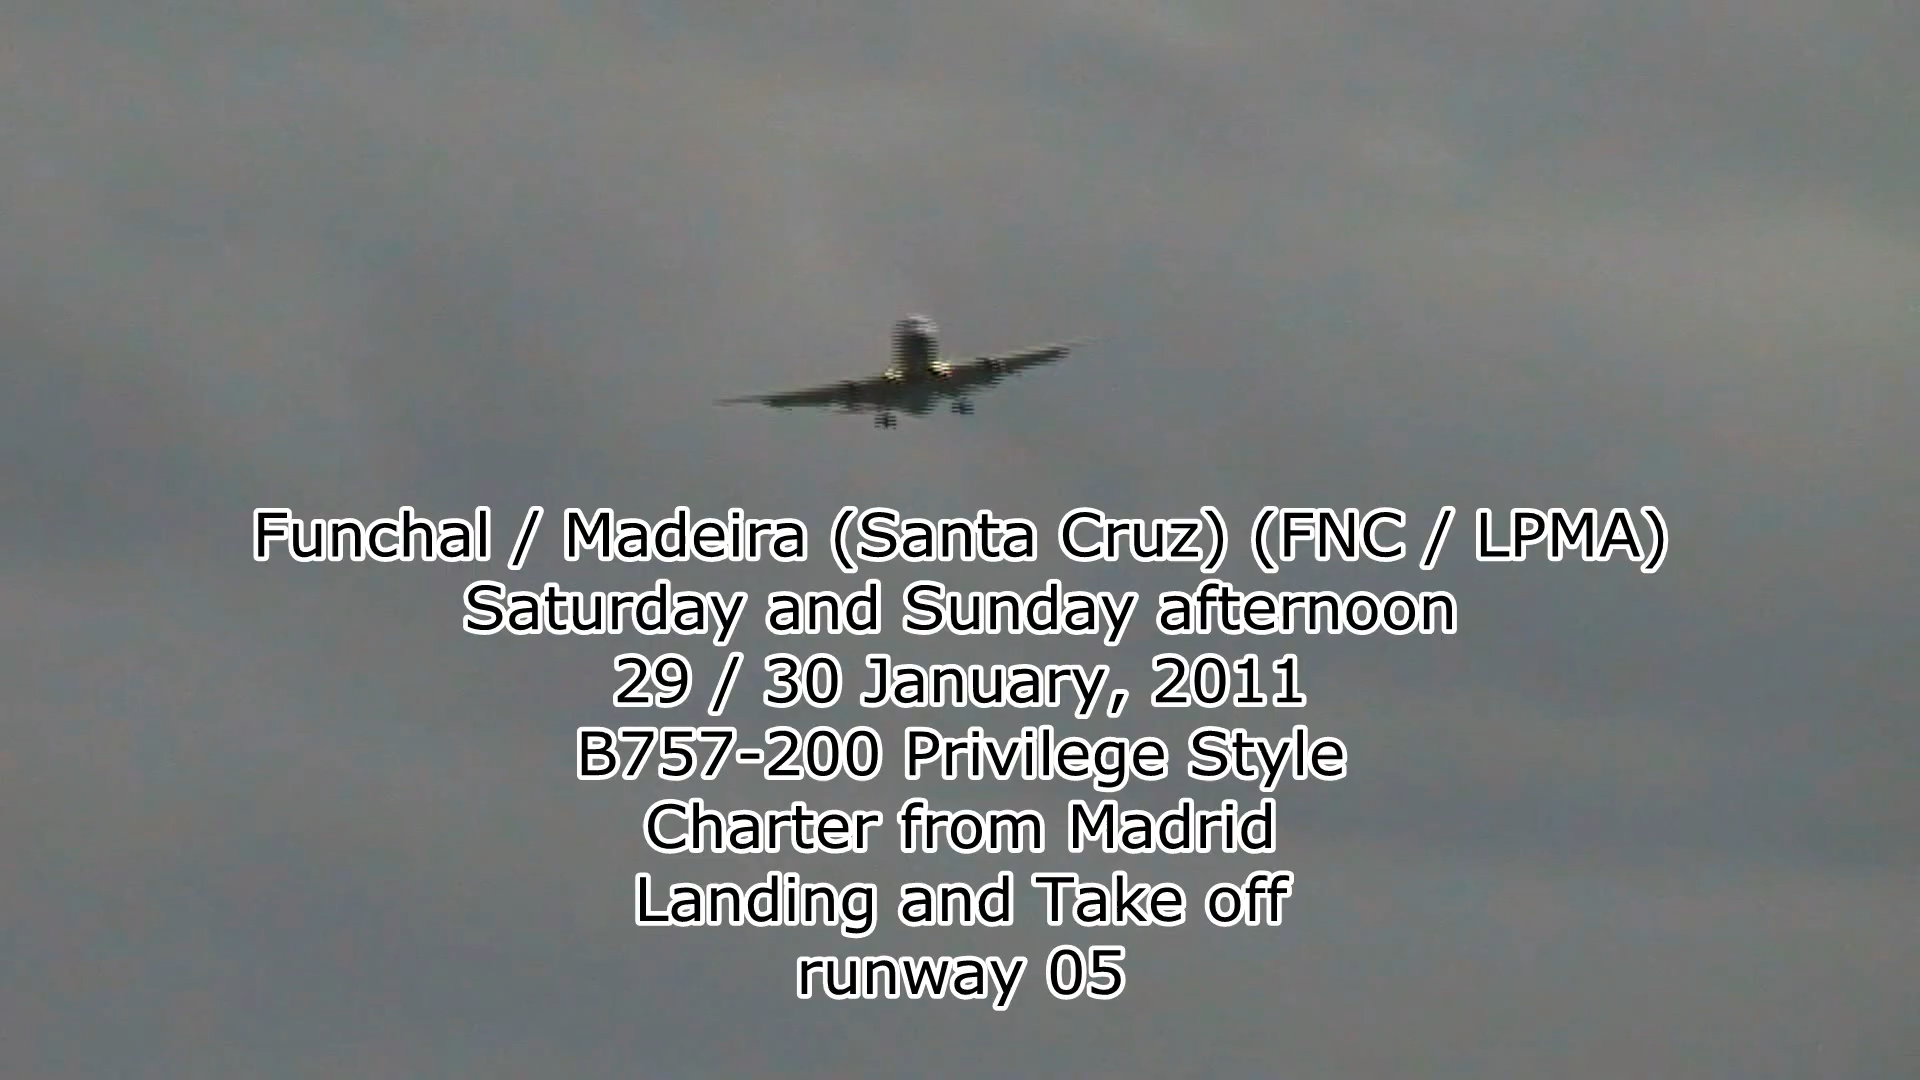 Funchal / Madeira (Santa Cruz) (FNC / LPMA)
Saturday and Sunday afternoon
29 / 30 January, 2011
B757-200 Privilege Style
Charter from Madrid
Landing and Take off
runway 05